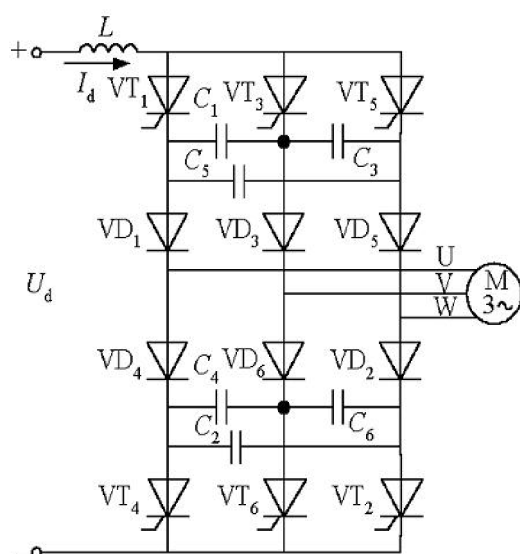 + L
I_d VT_1 C_1 VT_3 VT_5
C_5 C_3
VD_1 VD_3 VD_5
U
U_d V M
W 3~
VD_4 C_4 VD_6 VD_2
C_2 C_6
VT_4 VT_6 VT_2
-